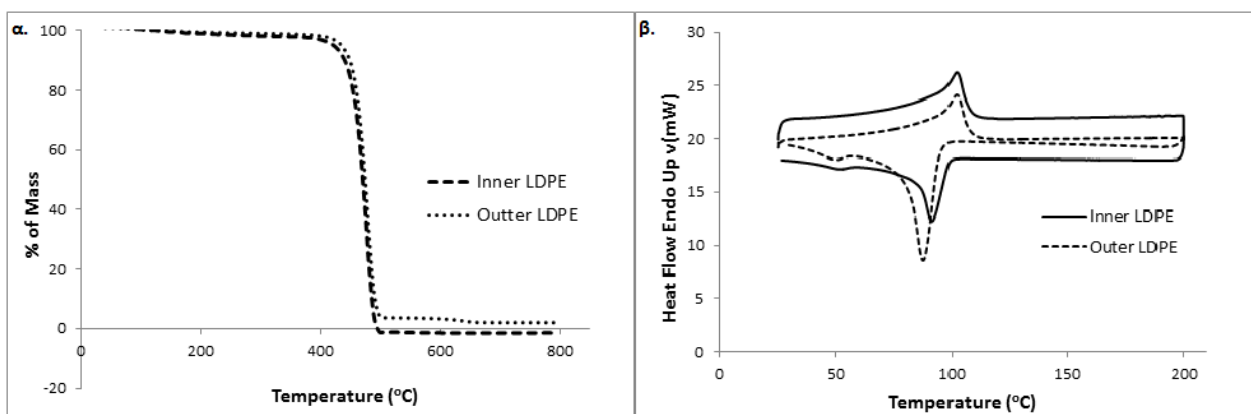 α.
% of Mass
100
80
60
40
20
0
-20
0
200
400
600
800
Temperature (°C)
Inner LDPE
Outter LDPE
β.
Heat Flow Endo Up v(mW)
30
25
20
15
10
5
0
0
50
100
150
200
Temperature (°C)
Inner LDPE
Outer LDPE